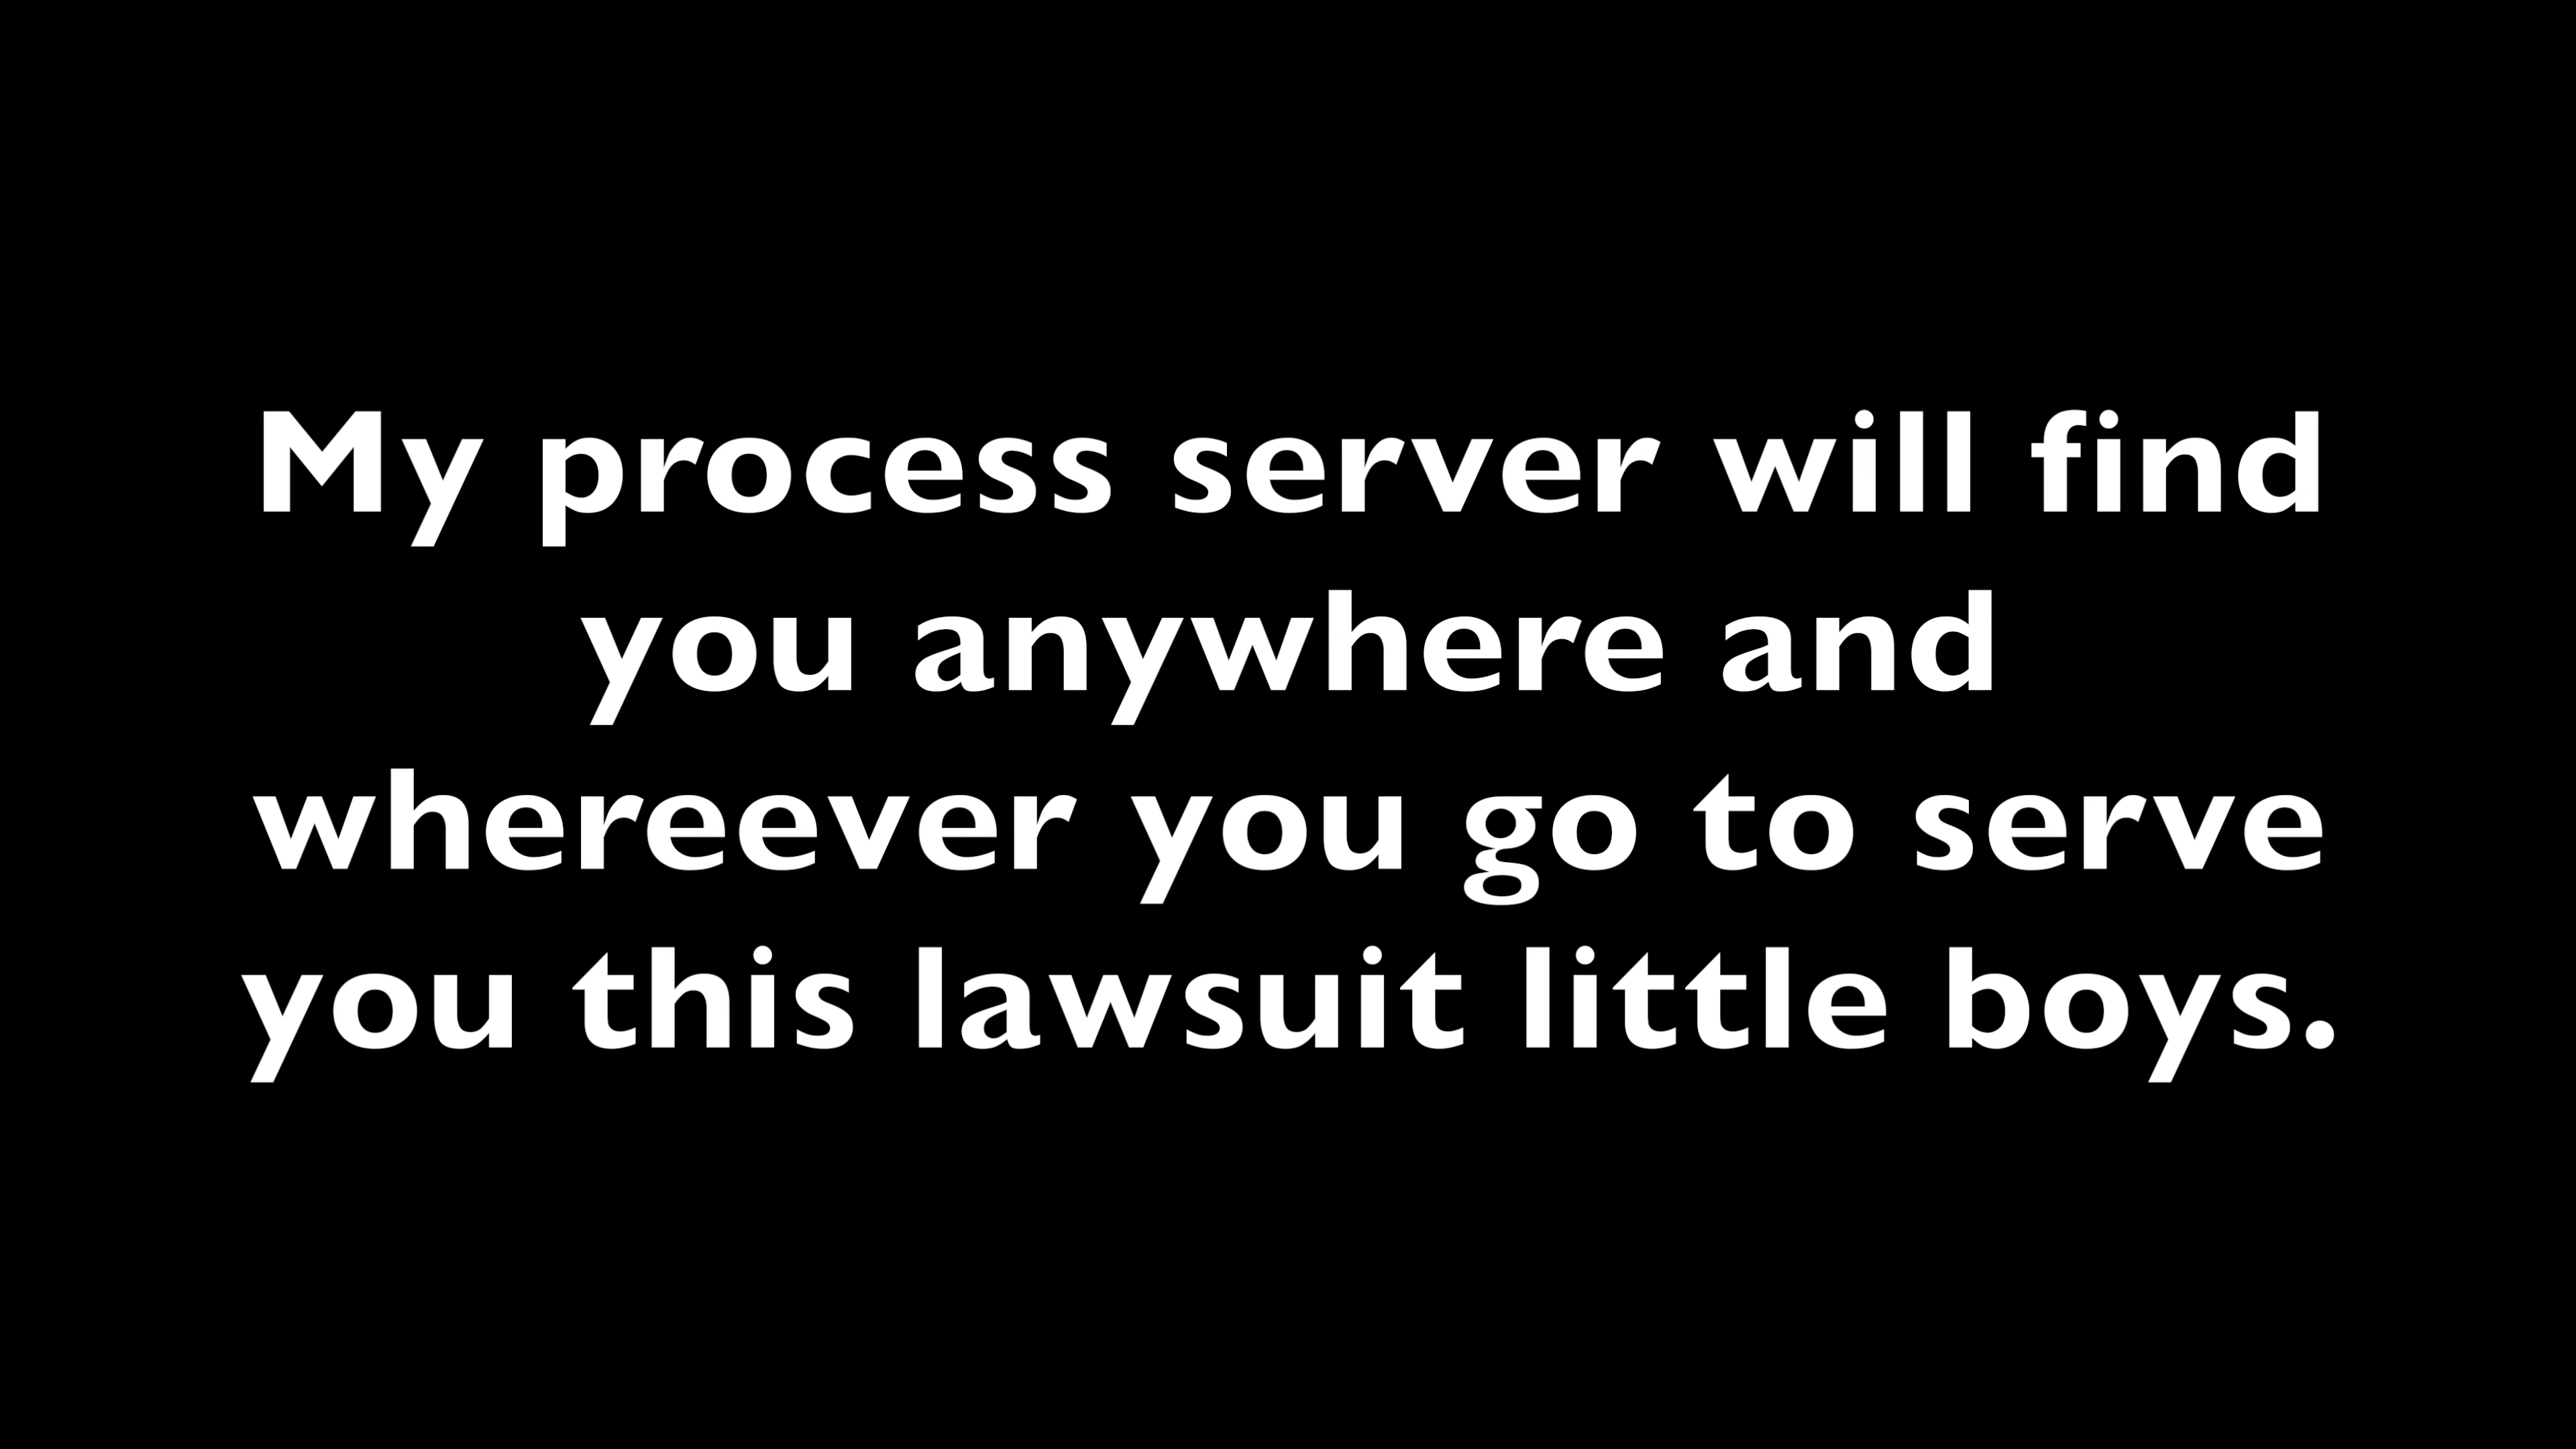 My process server will find
you anywhere and
whereever you go to serve
you this lawsuit little boys.